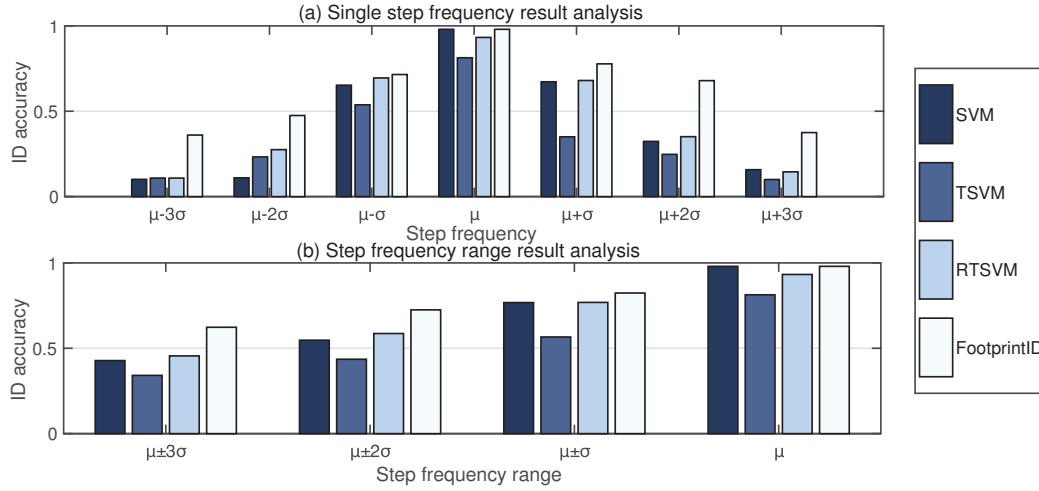 (a) Single step frequency result analysis
1
0.5
0
ID accuracy
μ-3σ μ-2σ μ-σ μ μ+σ μ+2σ μ+3σ
Step frequency
(b) Step frequency range result analysis
1
0.5
0
ID accuracy
μ±3σ μ±2σ μ±σ μ
Step frequency range
SVM
TSVM
RTSVM
FootprintID